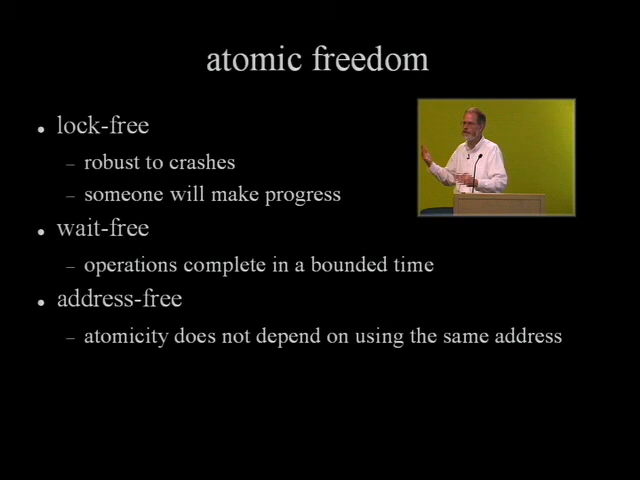 atomic freedom
• lock-free
– robust to crashes
– someone will make progress
• wait-free
– operations complete in a bounded time
• address-free
– atomicity does not depend on using the same address